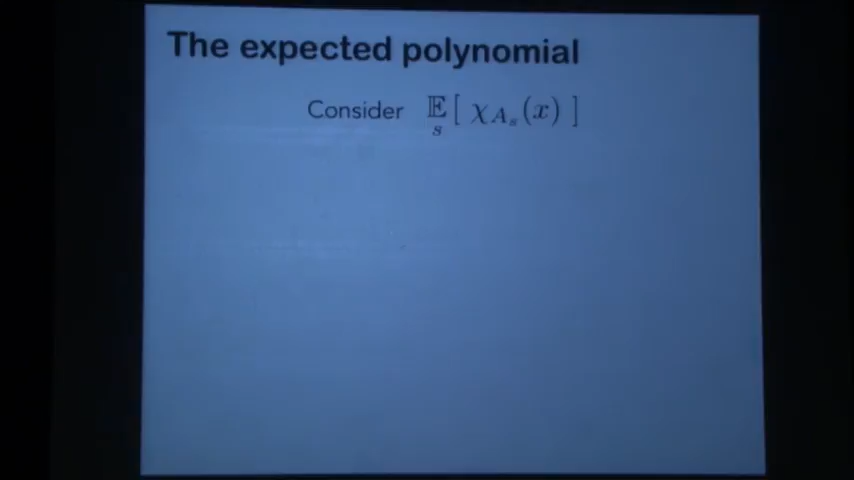 The expected polynomial
Consider 𝔼_s [ χ_{A_s}(x) ]